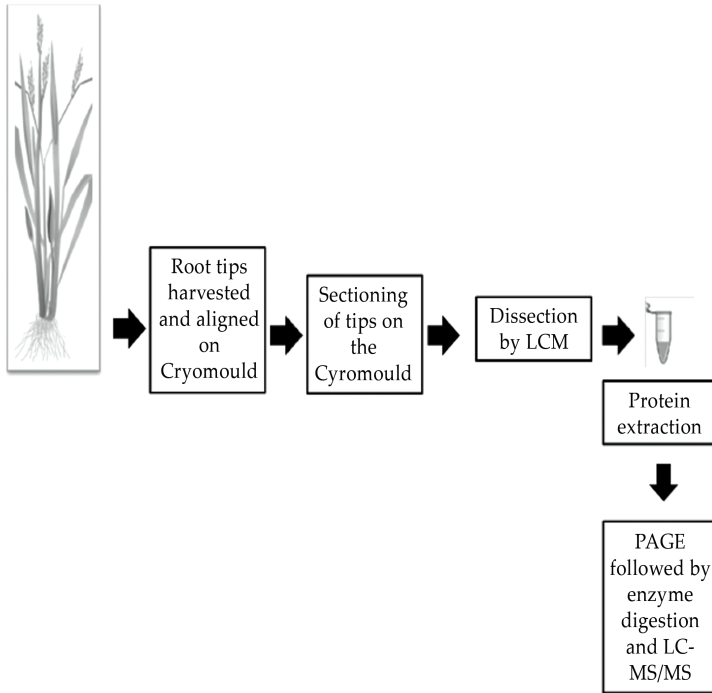 Root tips
harvested
and aligned
on
Cryomould
Sectioning
of tips on
the
Cyromould
Dissection
by LCM
Protein
extraction
PAGE
followed by
enzyme
digestion
and LC-
MS/MS